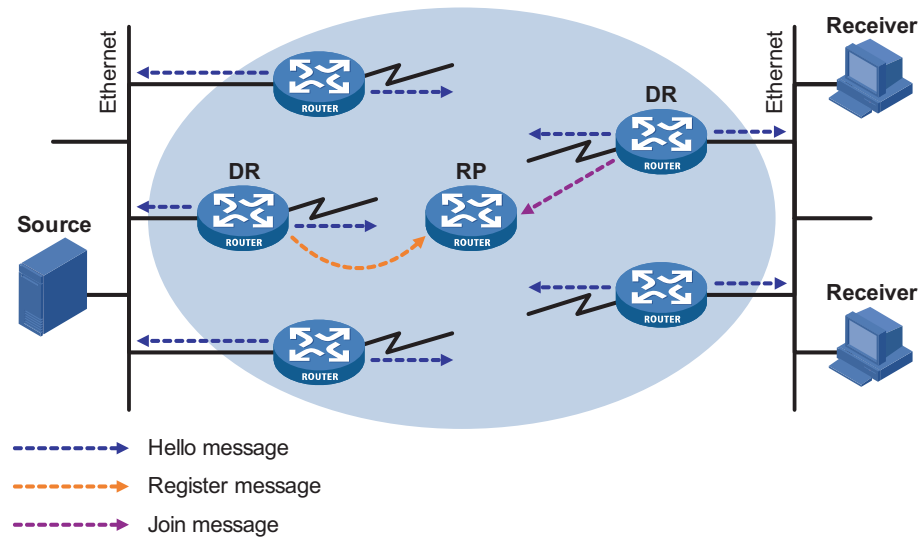 Ethernet
Ethernet
Receiver
ROUTER
DR
ROUTER
DR
RP
Source
ROUTER
ROUTER
Receiver
ROUTER
ROUTER
Hello message
Register message
Join message